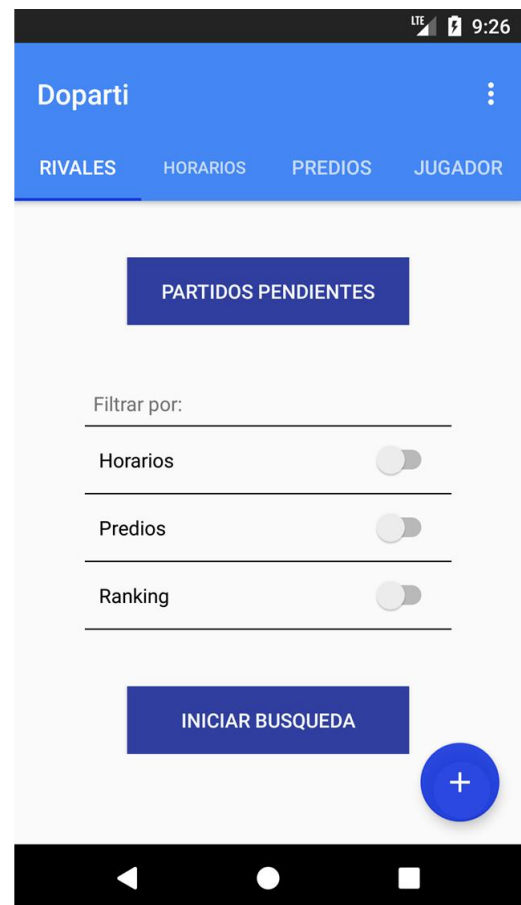 LTE 9:26
Doparti
RIVALES HORARIOS PREDIOS JUGADOR
PARTIDOS PENDIENTES
Filtrar por:
Horarios
Predios
Ranking
INICIAR BUSQUEDA
+